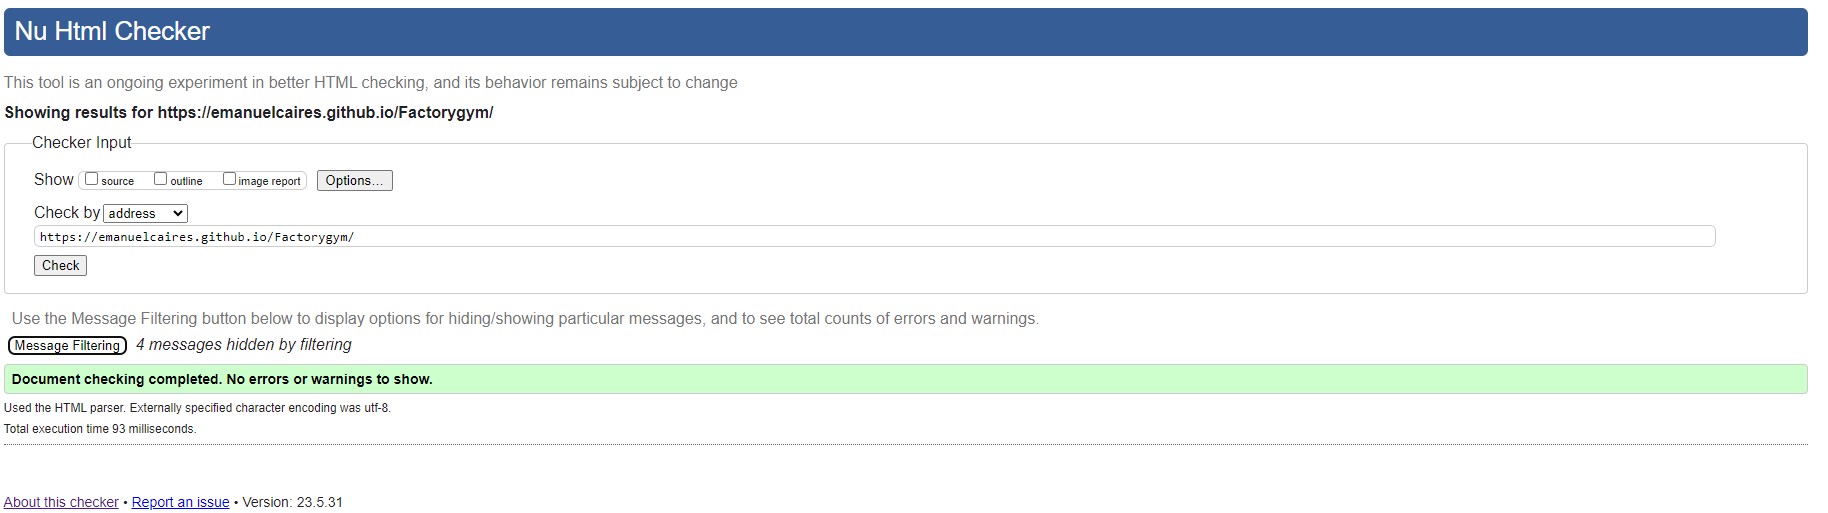 Nu Html Checker
This tool is an ongoing experiment in better HTML checking, and its behavior remains subject to change
Showing results for https://emanuelcaires.github.io/Factorygym/
Checker Input
Show source outline image report Options...
Check by address
https://emanuelcaires.github.io/Factorygym/
Check
Use the Message Filtering button below to display options for hiding/showing particular messages, and to see total counts of errors and warnings.
Message Filtering 4 messages hidden by filtering
Document checking completed. No errors or warnings to show.
Used the HTML parser. Externally specified character encoding was utf-8.
Total execution time 93 milliseconds.
About this checker • Report an issue • Version: 23.5.31